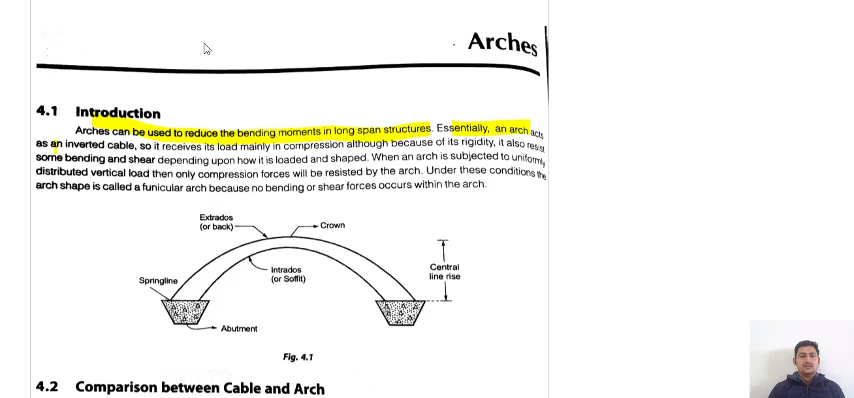 Arches
4.1 Introduction
Arches can be used to reduce the bending moments in long span structures. Essentially, an arch acts
as an inverted cable, so it receives its load mainly in compression although because of its rigidity, it also resist
some bending and shear depending upon how it is loaded and shaped. When an arch is subjected to uniformly
distributed vertical load then only compression forces will be resisted by the arch. Under these conditions the
arch shape is called a funicular arch because no bending or shear forces occurs within the arch.
Extrados
(or back)
Crown
Intrados
(or Soffit)
Central
line rise
Springline
Abutment
Fig. 4.1
4.2 Comparison between Cable and Arch